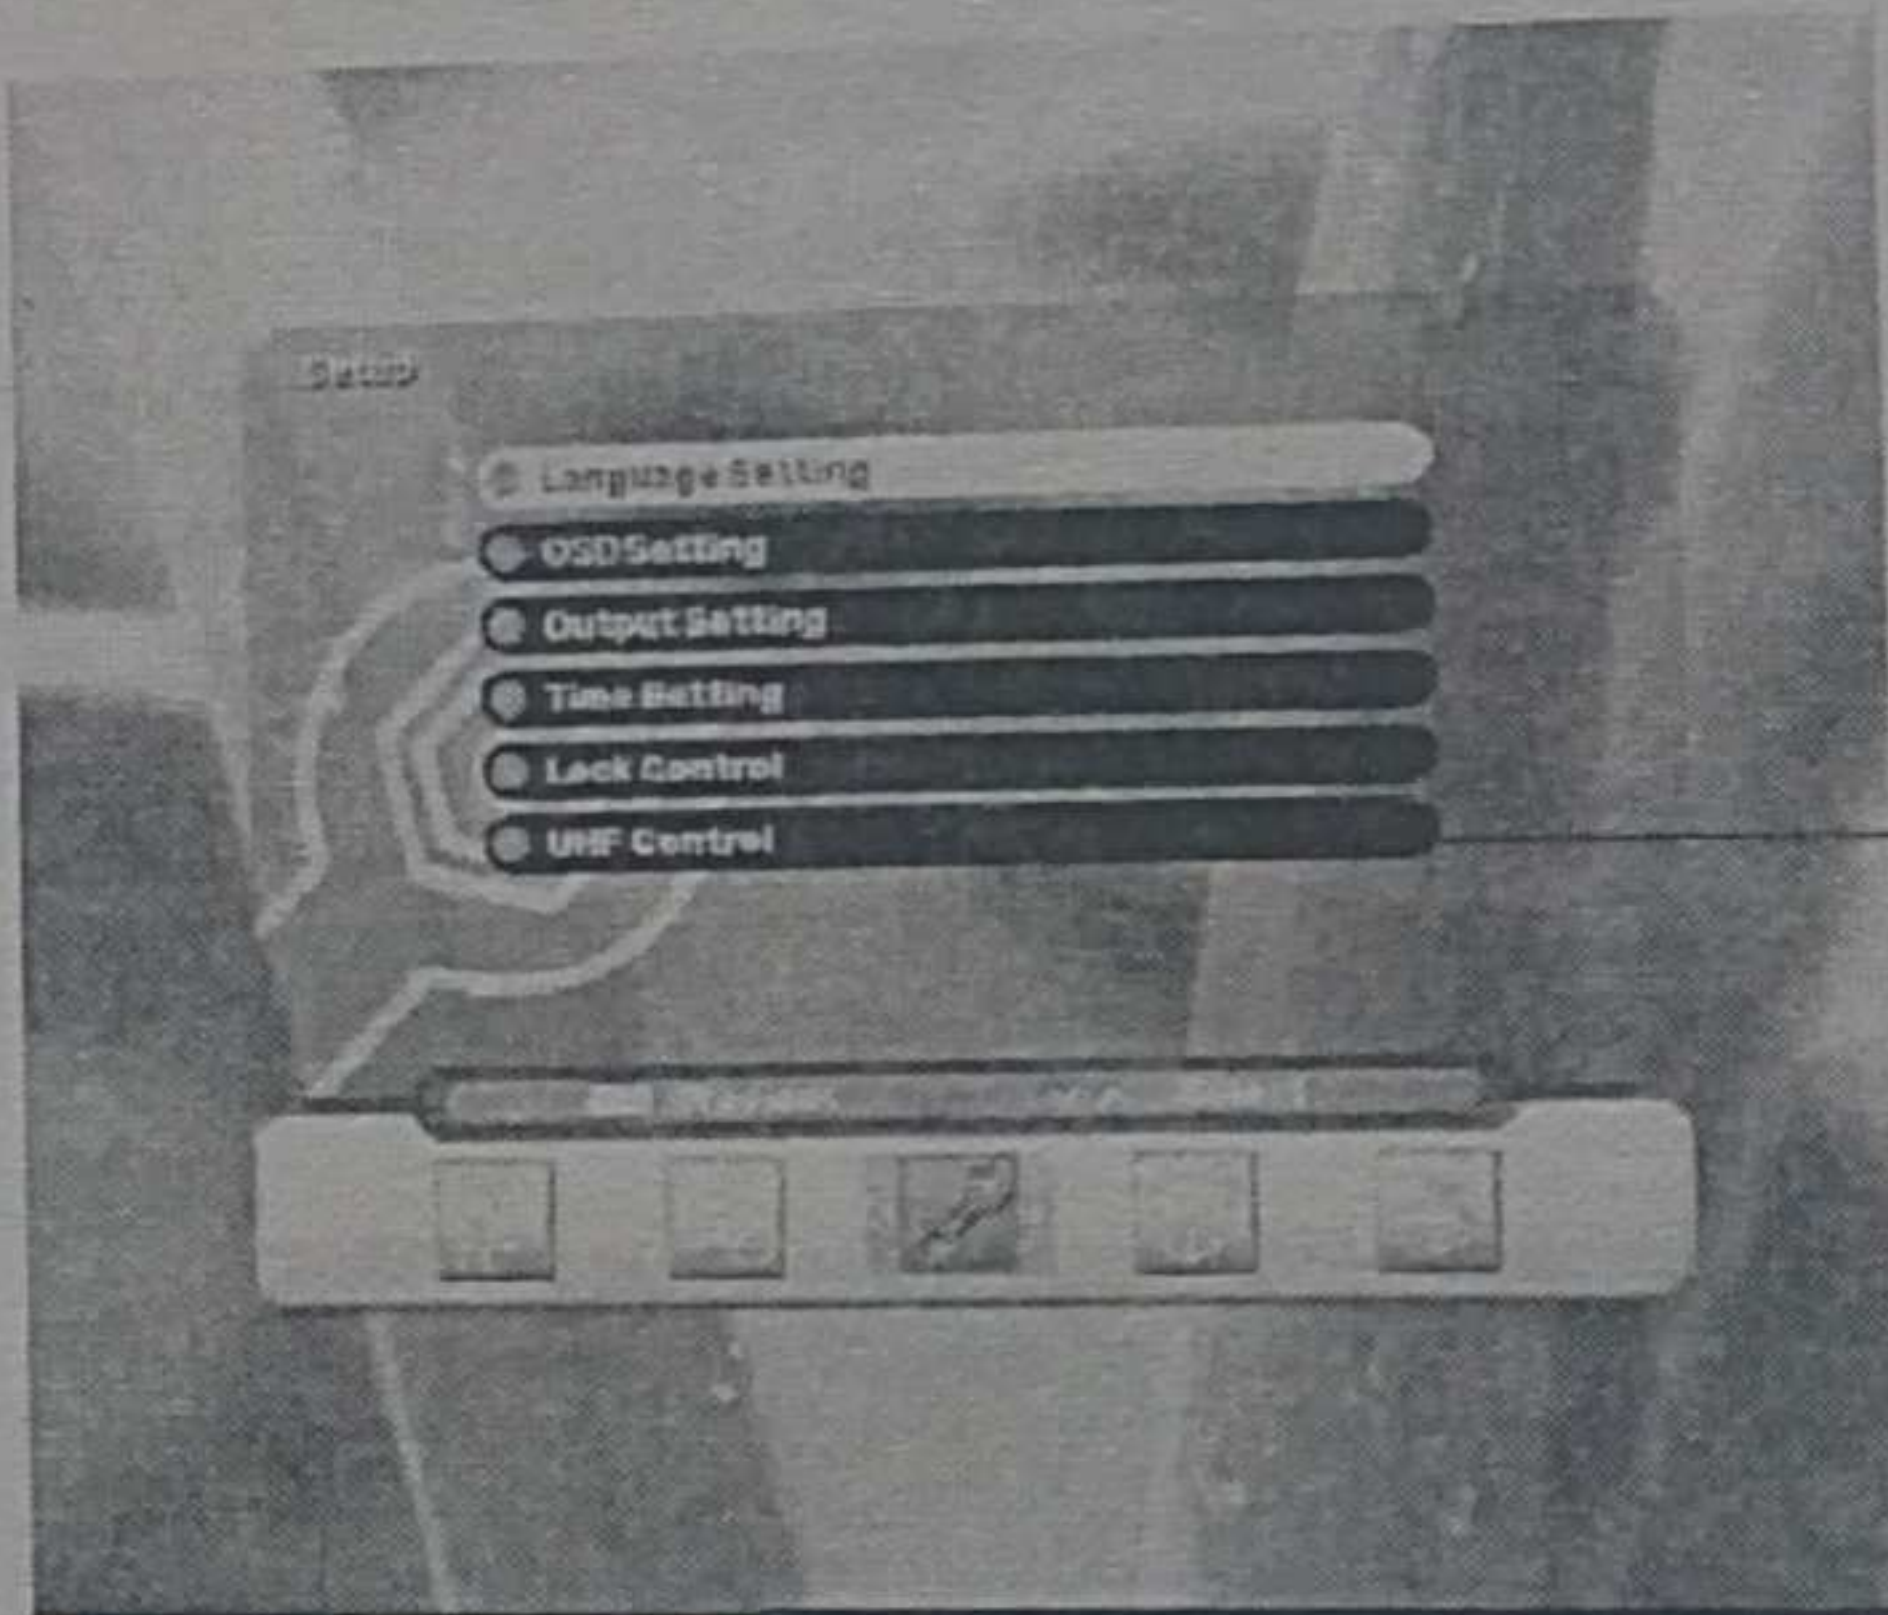 Setup
Language Setting
OSD Setting
Output Setting
Time Setting
Lock Control
UHF Control